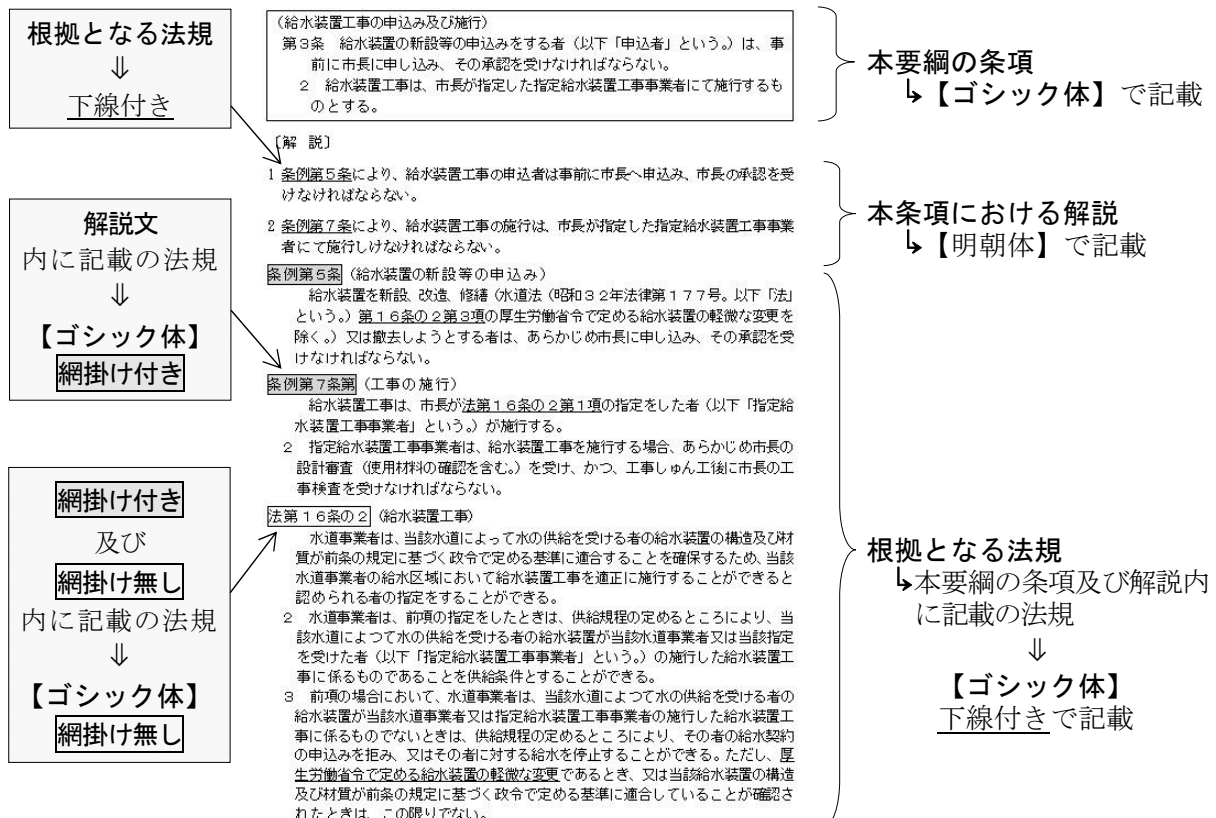 根拠となる法規
⇓
下線付き
解説文
内に記載の法規
⇓
【ゴシック体】
網掛け付き
網掛け付き
及び
網掛け無し
内に記載の法規
⇓
【ゴシック体】
網掛け無し
(給水装置工事の申込み及び施行)
第3条 給水装置の新設等の申込みをする者(以下「申込者」という。)は、事
前に市長に申し込み、その承認を受けなければならない。
2 給水装置工事は、市長が指定した指定給水装置工事事業者にて施行するも
のとする。
〔解 説〕
1 条例第5条により、給水装置工事の申込者は事前に市長へ申込み、市長の承認を受
けなければならない。
2 条例第7条により、給水装置工事の施行は、市長が指定した指定給水装置工事事業
者にて施行しけなければならない。
条例第5条(給水装置の新設等の申込み)
給水装置を新設、改造、修繕(水道法(昭和32年法律第177号。以下「法」
という。)第16条の2第3項の厚生労働省令で定める給水装置の軽微な変更を
除く。)又は撤去しようとする者は、あらかじめ市長に申し込み、その承認を受
けなければならない。
条例第7条第(工事の施行)
給水装置工事は、市長が法第16条の2第1項の指定をした者(以下「指定給
水装置工事事業者」という。)が施行する。
2 指定給水装置工事事業者は、給水装置工事を施行する場合、あらかじめ市長の
設計審査(使用材料の確認を含む。)を受け、かつ、工事しゅん工後に市長の工
事検査を受けなければならない。
法第16条の2(給水装置工事)
水道事業者は、当該水道によって水の供給を受ける者の給水装置の構造及び材
質が前条の規定に基づく政令で定める基準に適合することを確保するため、当該
水道事業者の給水区域において給水装置工事を適正に施行することができると
認められる者の指定をすることができる。
2 水道事業者は、前項の指定をしたときは、供給規程の定めるところにより、当
該水道によつて水の供給を受ける者の給水装置が当該水道事業者又は当該指定
を受けた者(以下「指定給水装置工事事業者」という。)の施行した給水装置工
事に係るものであることを供給条件とすることができる。
3 前項の場合において、水道事業者は、当該水道によつて水の供給を受ける者の
給水装置が当該水道事業者又は指定給水装置工事事業者の施行した給水装置工
事に係るものでないときは、供給規程の定めるところにより、その者の給水契約
の申込みを拒み、又はその者に対する給水を停止することができる。ただし、厚
生労働省令で定める給水装置の軽微な変更であるとき、又は当該給水装置の構造
及び材質が前条の規定に基づく政令で定める基準に適合していることが確認さ
れたときは、この限りでない。
本要綱の条項
↳【ゴシック体】で記載
本条項における解説
↳【明朝体】で記載
根拠となる法規
↳本要綱の条項及び解説内
に記載の法規
⇓
【ゴシック体】
下線付きで記載